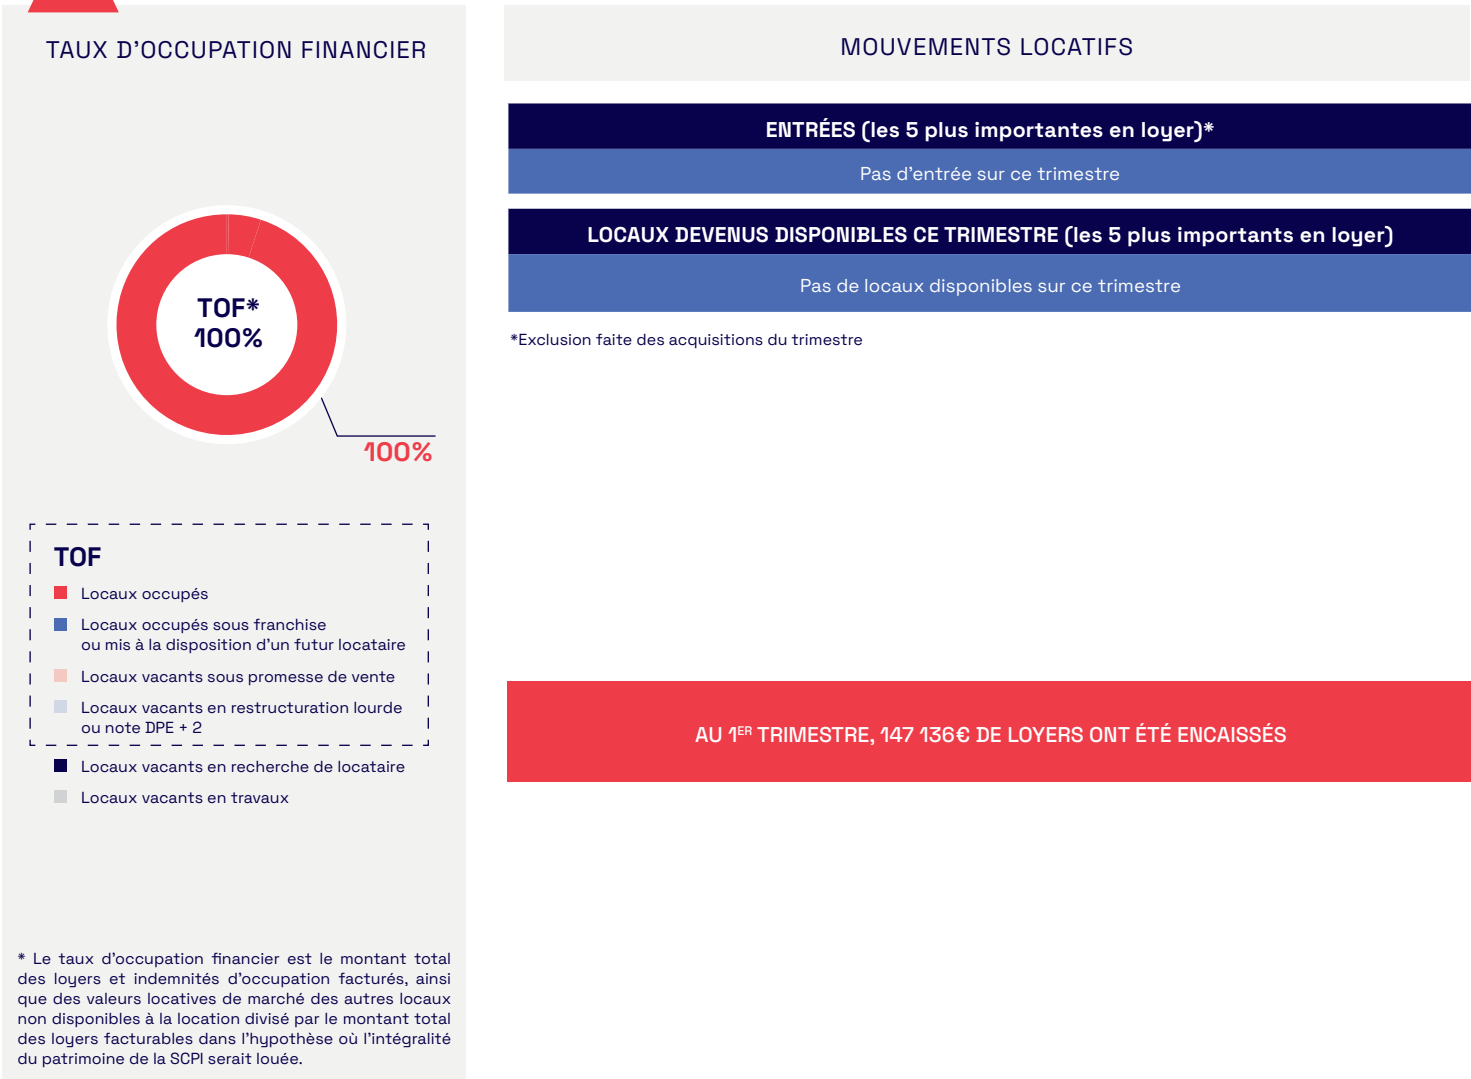 TAUX D’OCCUPATION FINANCIER
TOF*
100%
100%
TOF
Locaux occupés
Locaux occupés sous franchise
ou mis à la disposition d’un futur locataire
Locaux vacants sous promesse de vente
Locaux vacants en restructuration lourde
ou note DPE + 2
Locaux vacants en recherche de locataire
Locaux vacants en travaux
* Le taux d’occupation financier est le montant total
des loyers et indemnités d’occupation facturés, ainsi
que des valeurs locatives de marché des autres locaux
non disponibles à la location divisé par le montant total
des loyers facturables dans l’hypothèse où l’intégralité
du patrimoine de la SCPI serait louée.
MOUVEMENTS LOCATIFS
ENTRÉES (les 5 plus importantes en loyer)*
Pas d’entrée sur ce trimestre
LOCAUX DEVENUS DISPONIBLES CE TRIMESTRE (les 5 plus importants en loyer)
Pas de locaux disponibles sur ce trimestre
*Exclusion faite des acquisitions du trimestre
AU 1ER TRIMESTRE, 147 136€ DE LOYERS ONT ÉTÉ ENCAISSÉS